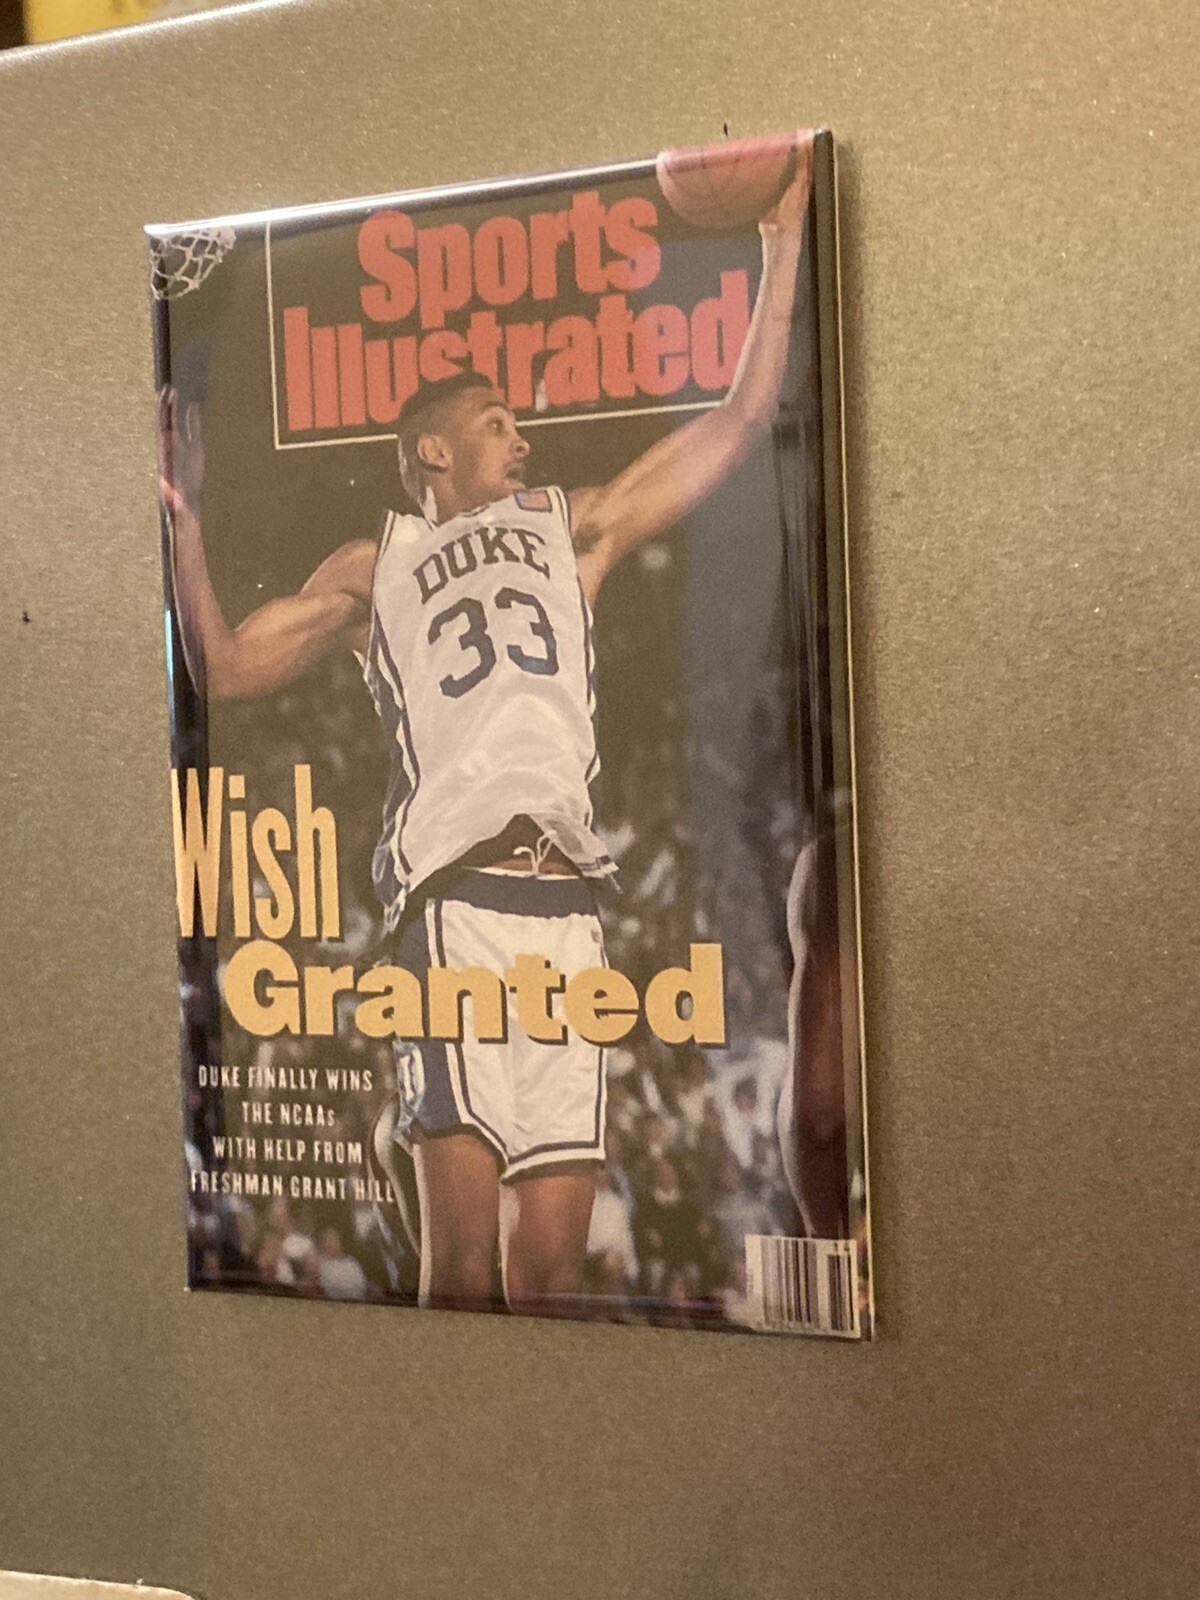 Sports
Illustrated
DUKE
33
Wish
Granted
DUKE FINALLY WINS
THE NCAAs
WITH HELP FROM
FRESHMAN GRANT HILL